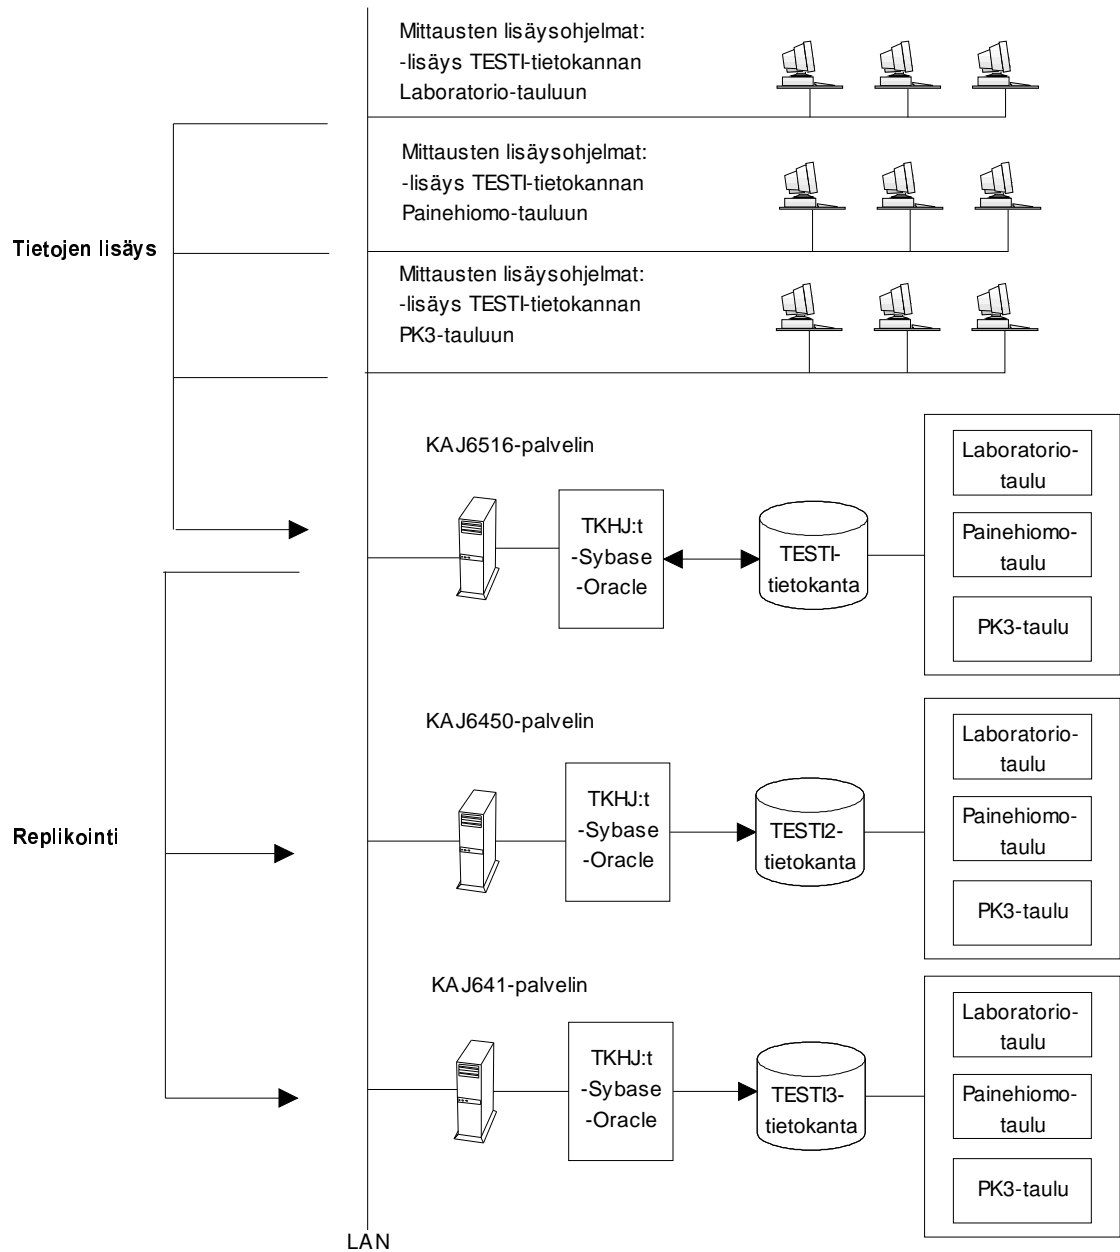 Mittausten lisäysohjelmat:
-lisäys TESTI-tietokannan
Laboratorio-tauluun
Mittausten lisäysohjelmat:
-lisäys TESTI-tietokannan
Painehiomo-tauluun
Tietojen lisäys
Mittausten lisäysohjelmat:
-lisäys TESTI-tietokannan
PK3-tauluun
KAJ6516-palvelin
TKHJ:t
-Sybase
-Oracle
TESTI-
tietokanta
Laboratorio-
taulu
Painehiomo-
taulu
PK3-taulu
KAJ6450-palvelin
Replikointi
TKHJ:t
-Sybase
-Oracle
TESTI2-
tietokanta
Laboratorio-
taulu
Painehiomo-
taulu
PK3-taulu
KAJ641-palvelin
TKHJ:t
-Sybase
-Oracle
TESTI3-
tietokanta
Laboratorio-
taulu
Painehiomo-
taulu
PK3-taulu
LAN